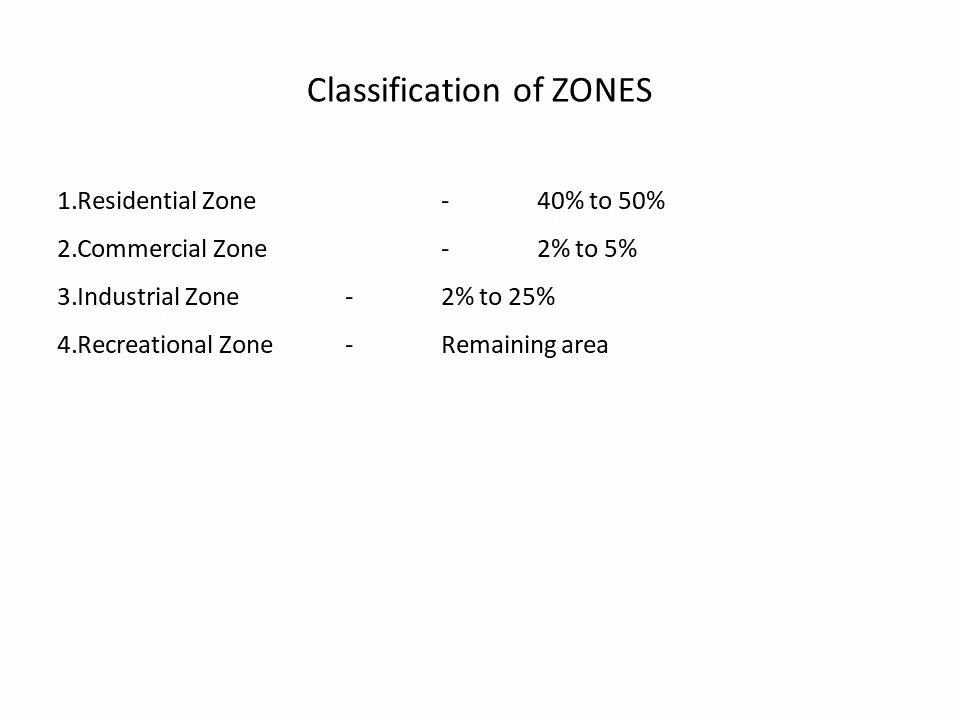 Classification of ZONES
1.Residential Zone - 40% to 50%
2.Commercial Zone - 2% to 5%
3.Industrial Zone - 2% to 25%
4.Recreational Zone - Remaining area